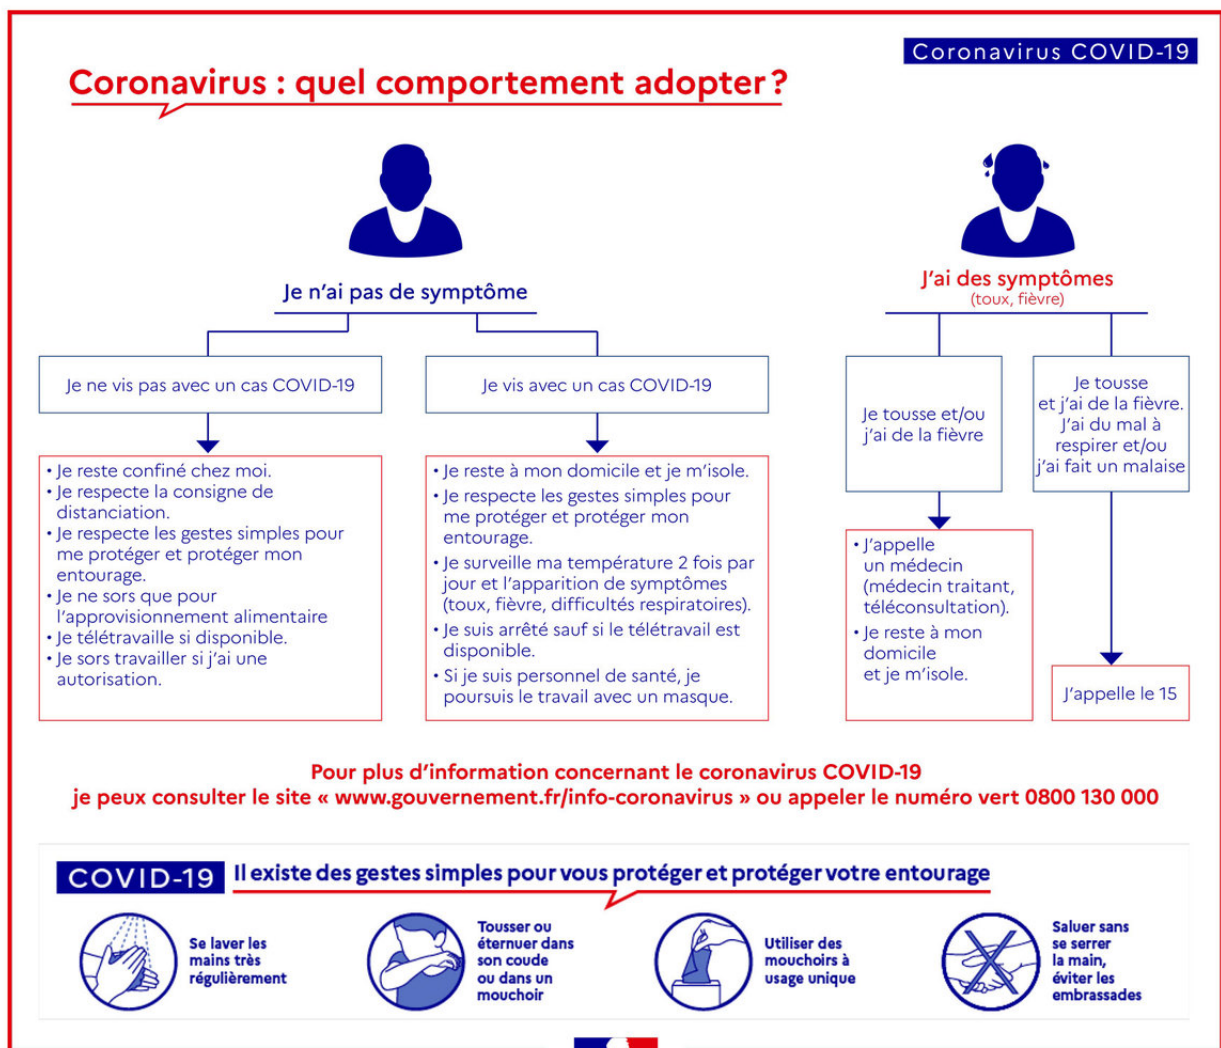 Coronavirus COVID-19
Coronavirus : quel comportement adopter ?
Je n'ai pas de symptôme
Je ne vis pas avec un cas COVID-19
• Je reste confiné chez moi.
• Je respecte la consigne de
distanciation.
• Je respecte les gestes simples pour
me protéger et protéger mon
entourage.
• Je ne sors que pour
l'approvisionnement alimentaire
• Je télétravaille si disponible.
• Je sors travailler si j'ai une
autorisation.
Je vis avec un cas COVID-19
• Je reste à mon domicile et je m'isole.
• Je respecte les gestes simples pour
me protéger et protéger mon
entourage.
• Je surveille ma température 2 fois par
jour et l'apparition de symptômes
(toux, fièvre, difficultés respiratoires).
• Je suis arrêté sauf si le télétravail est
disponible.
• Si je suis personnel de santé, je
poursuis le travail avec un masque.
J'ai des symptômes
(toux, fièvre)
Je tousse et/ou
j'ai de la fièvre
• J'appelle
un médecin
(médecin traitant,
téléconsultation).
• Je reste à mon
domicile
et je m'isole.
Je tousse
et j'ai de la fièvre.
J'ai du mal à
respirer et/ou
j'ai fait un malaise
J'appelle le 15
Pour plus d'information concernant le coronavirus COVID-19
je peux consulter le site « www.gouvernement.fr/info-coronavirus » ou appeler le numéro vert 0800 130 000
COVID-19 Il existe des gestes simples pour vous protéger et protéger votre entourage
Se laver les
mains très
régulièrement
Tousser ou
éternuer dans
son coude
ou dans un
mouchoir
Utiliser des
mouchoirs à
usage unique
Saluer sans
se serrer
la main,
éviter les
embrassades